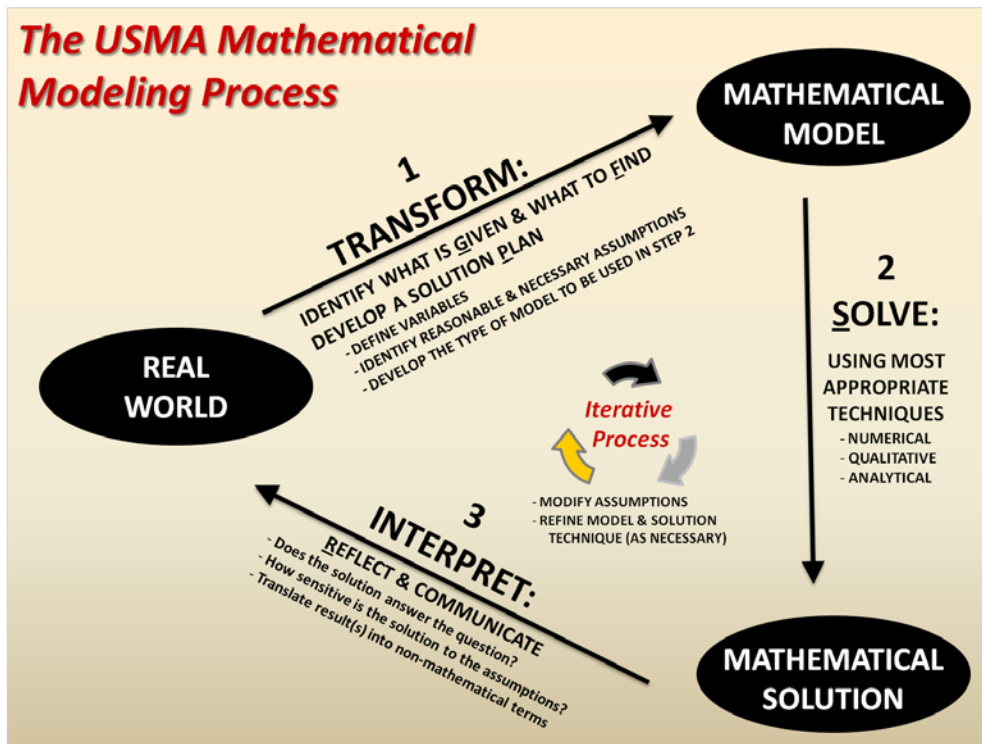 The USMA Mathematical
Modeling Process
MATHEMATICAL
MODEL
1
TRANSFORM:
IDENTIFY WHAT IS GIVEN & WHAT TO FIND
DEVELOP A SOLUTION PLAN
- DEFINE VARIABLES
- IDENTIFY REASONABLE & NECESSARY ASSUMPTIONS
- DEVELOP THE TYPE OF MODEL TO BE USED IN STEP 2
2
SOLVE:
USING MOST
APPROPRIATE
TECHNIQUES
- NUMERICAL
- QUALITATIVE
- ANALYTICAL
REAL
WORLD
Iterative
Process
- MODIFY ASSUMPTIONS
- REFINE MODEL & SOLUTION
TECHNIQUE (AS NECESSARY)
3
INTERPRET:
REFLECT & COMMUNICATE
- Does the solution answer the question?
- How sensitive is the solution to the assumptions?
- Translate result(s) into non-mathematical terms
MATHEMATICAL
SOLUTION